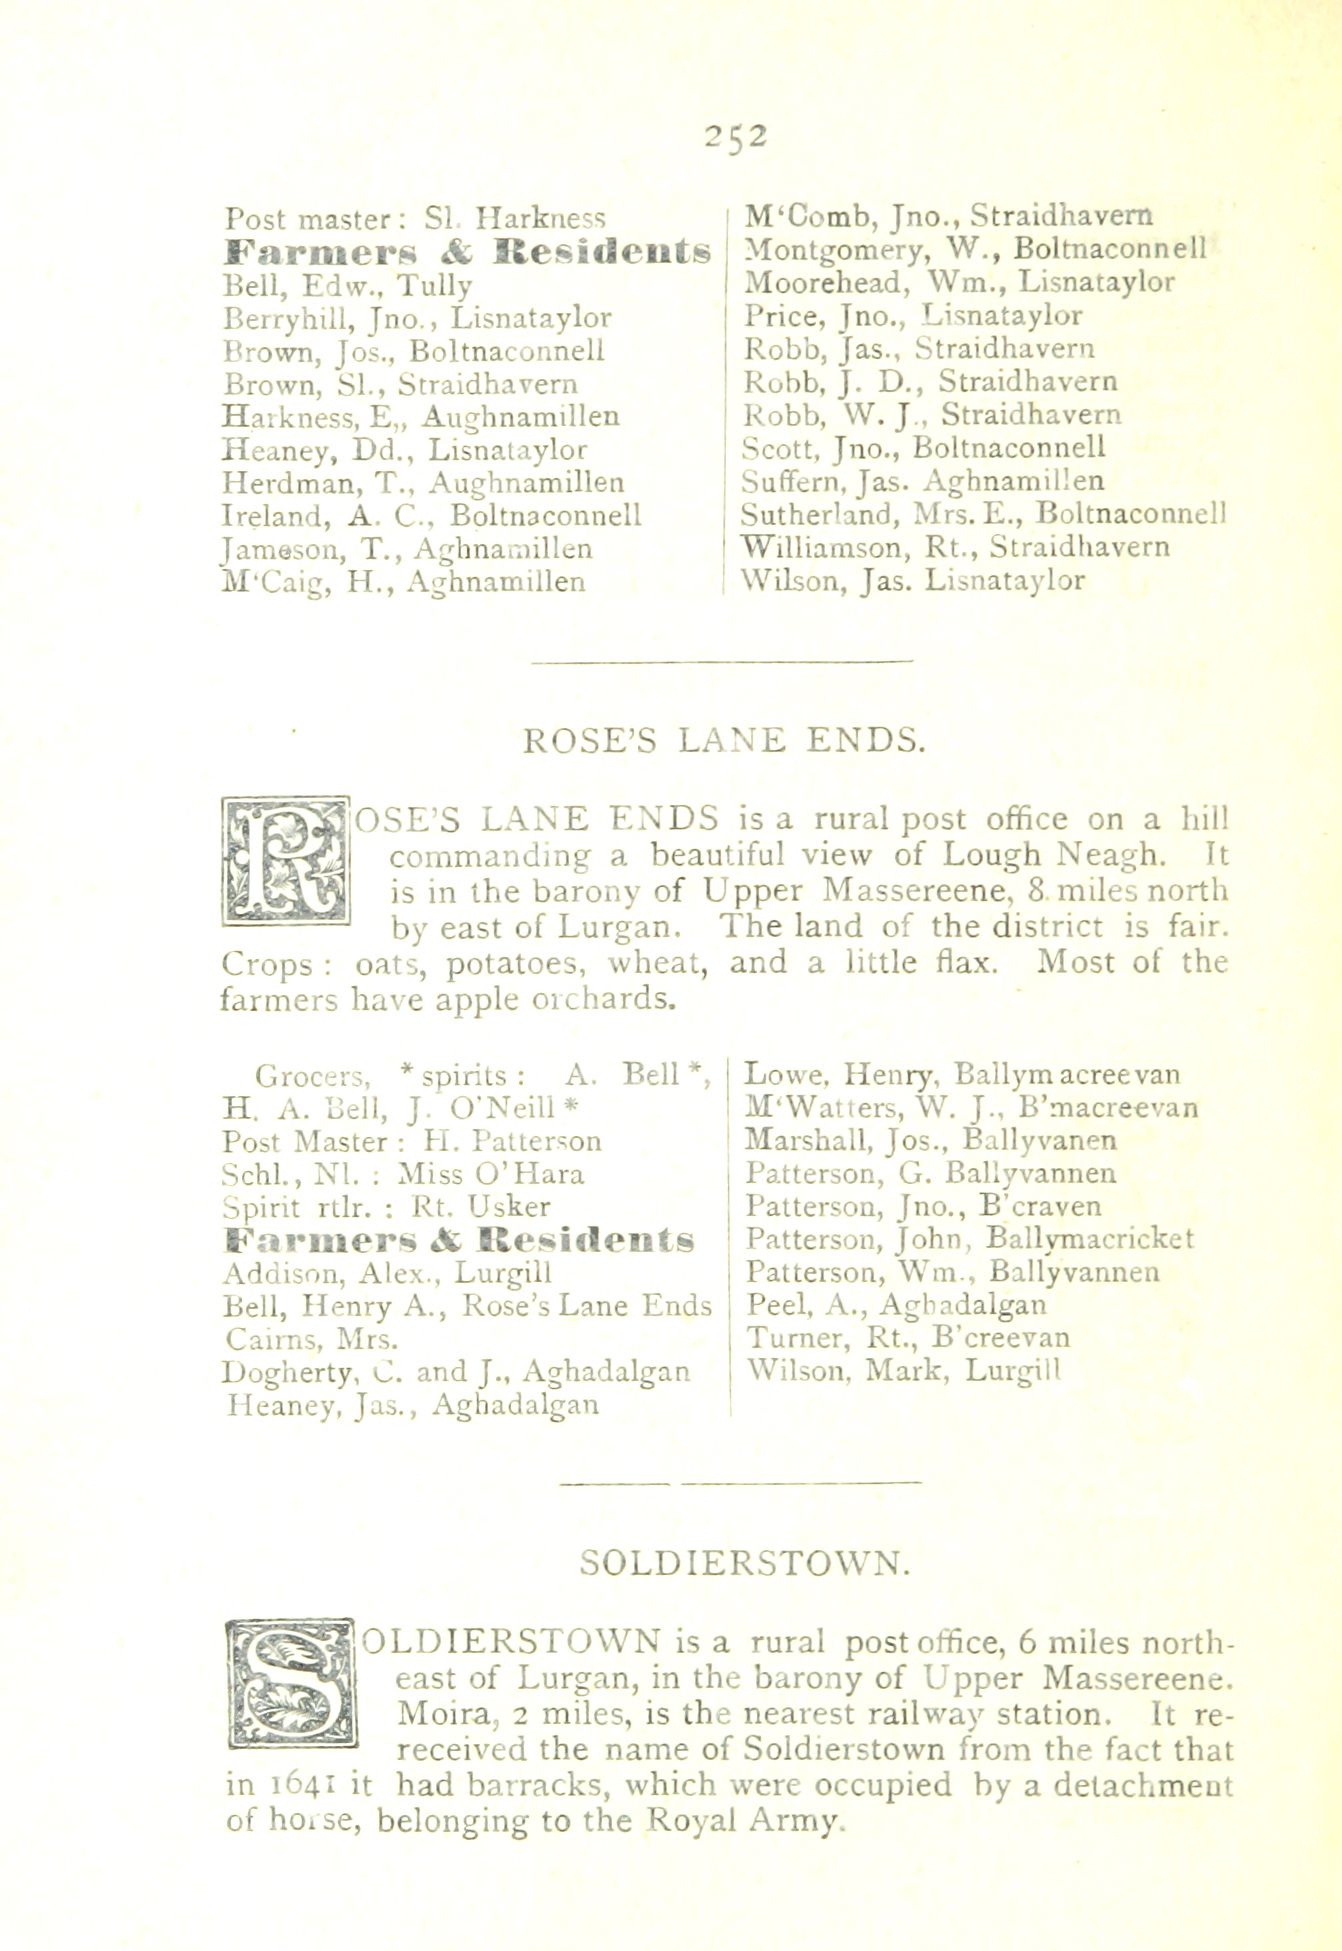 252
Post master: Sl. Harkness
Farmers & Residents
Bell, Edw., Tully
Berryhill, Jno., Lisnataylor
Brown, Jos., Boltnaconnell
Brown, Sl., Straidhavern
Harkness, E,, Aughnamillen
Heaney, Dd., Lisnataylor
Herdman, T., Aughnamillen
Ireland, A. C., Boltnaconnell
Jameson, T., Aghnamillen
M‘Caig, H., Aghnamillen
M‘Comb, Jno., Straidhavern
Montgomery, W., Boltnaconnell
Moorehead, Wm., Lisnataylor
Price, Jno., Lisnataylor
Robb, Jas., Straidhavern
Robb, J. D., Straidhavern
Robb, W. J., Straidhavern
Scott, Jno., Boltnaconnell
Suffern, Jas. Aghnamillen
Sutherland, Mrs. E., Boltnaconnell
Williamson, Rt., Straidhavern
Wilson, Jas. Lisnataylor
ROSE'S LANE ENDS.
ROSE'S LANE ENDS is a rural post office on a hill
commanding a beautiful view of Lough Neagh. It
is in the barony of Upper Massereene, 8. miles north
by east of Lurgan. The land of the district is fair.
Crops : oats, potatoes, wheat, and a little flax. Most of the
farmers have apple orchards.
Grocers, * spirits : A. Bell *,
H. A. Bell, J. O'Neill *
Post Master : H. Patterson
Schl., Nl. : Miss O'Hara
Spirit rtlr. : Rt. Usker
Farmers & Residents
Addison, Alex., Lurgill
Bell, Henry A., Rose's Lane Ends
Cairns, Mrs.
Dogherty, C. and J., Aghadalgan
Heaney, Jas., Aghadalgan
Lowe, Henry, Ballymacreevan
M‘Watters, W. J., B'macreevan
Marshall, Jos., Ballyvanen
Patterson, G. Ballyvannen
Patterson, Jno., B'craven
Patterson, John, Ballymacricket
Patterson, Wm., Ballyvannen
Peel, A., Aghadalgan
Turner, Rt., B'creevan
Wilson, Mark, Lurgill
SOLDIERSTOWN.
SOLDIERSTOWN is a rural post office, 6 miles north-
east of Lurgan, in the barony of Upper Massereene.
Moira, 2 miles, is the nearest railway station. It re-
received the name of Soldierstown from the fact that
in 1641 it had barracks, which were occupied by a detachment
of horse, belonging to the Royal Army.